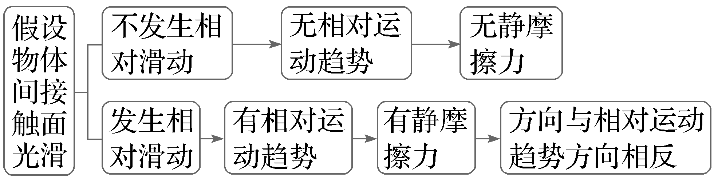 假设
物体
间接
触面
光滑
不发生相
对滑动
无相对运
动趋势
无静摩
擦力
发生相
对滑动
有相对运
动趋势
有静摩
擦力
方向与相对运动
趋势方向相反